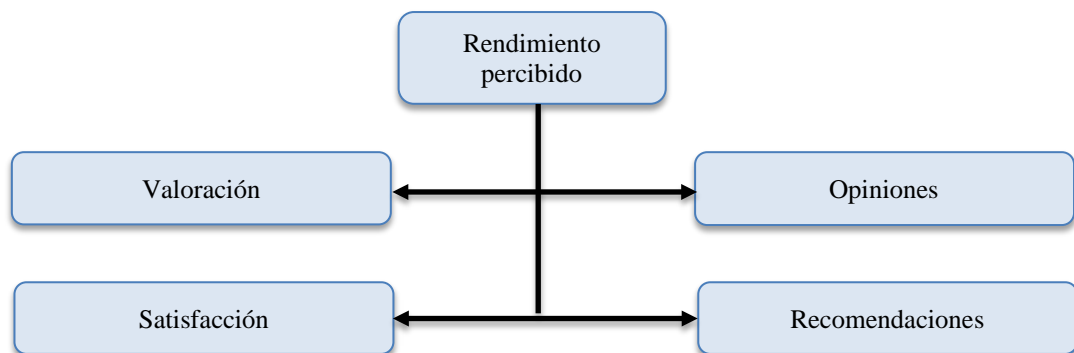 Rendimiento
percibido
Valoración
Opiniones
Satisfacción
Recomendaciones